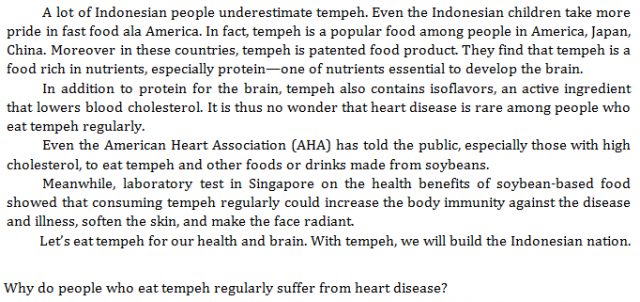 A lot of Indonesian people underestimate tempeh. Even the Indonesian children take more
pride in fast food ala America. In fact, tempeh is a popular food among people in America, Japan,
China. Moreover in these countries, tempeh is patented food product. They find that tempeh is a
food rich in nutrients, especially protein—one of nutrients essential to develop the brain.
In addition to protein for the brain, tempeh also contains isoflavors, an active ingredient
that lowers blood cholesterol. It is thus no wonder that heart disease is rare among people who
eat tempeh regularly.
Even the American Heart Association (AHA) has told the public, especially those with high
cholesterol, to eat tempeh and other foods or drinks made from soybeans.
Meanwhile, laboratory test in Singapore on the health benefits of soybean-based food
showed that consuming tempeh regularly could increase the body immunity against the disease
and illness, soften the skin, and make the face radiant.
Let's eat tempeh for our health and brain. With tempeh, we will build the Indonesian nation.
Why do people who eat tempeh regularly suffer from heart disease?